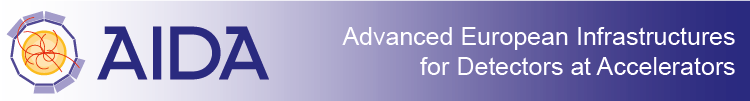 AIDA
Advanced European Infrastructures
for Detectors at Accelerators